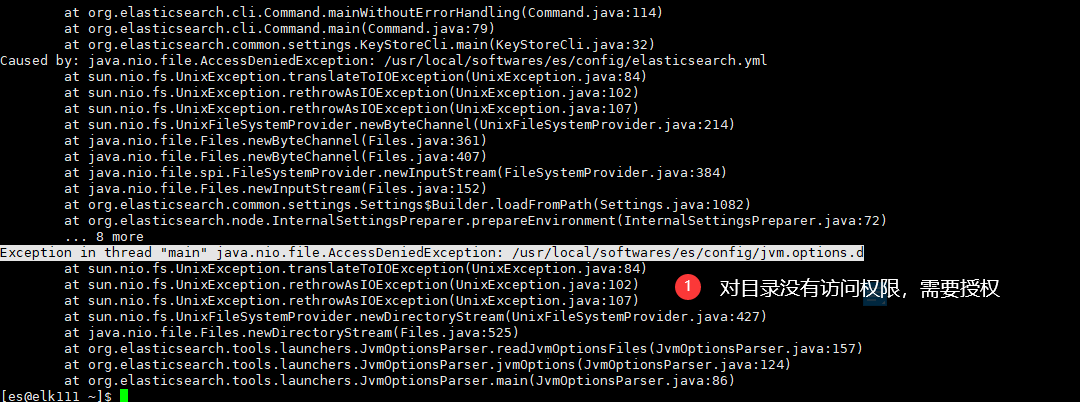 at org.elasticsearch.cli.Command.mainWithoutErrorHandling(Command.java:114)
at org.elasticsearch.cli.Command.main(Command.java:79)
at org.elasticsearch.common.settings.KeyStoreCli.main(KeyStoreCli.java:32)
Caused by: java.nio.file.AccessDeniedException: /usr/local/softwares/es/config/elasticsearch.yml
at sun.nio.fs.UnixException.translateToIOException(UnixException.java:84)
at sun.nio.fs.UnixException.rethrowAsIOException(UnixException.java:102)
at sun.nio.fs.UnixException.rethrowAsIOException(UnixException.java:107)
at sun.nio.fs.UnixFileSystemProvider.newByteChannel(UnixFileSystemProvider.java:214)
at java.nio.file.Files.newByteChannel(Files.java:361)
at java.nio.file.Files.newByteChannel(Files.java:407)
at java.nio.file.spi.FileSystemProvider.newInputStream(FileSystemProvider.java:384)
at java.nio.file.Files.newInputStream(Files.java:152)
at org.elasticsearch.common.settings.Settings$Builder.loadFromPath(Settings.java:1082)
at org.elasticsearch.node.InternalSettingsPreparer.prepareEnvironment(InternalSettingsPreparer.java:72)
... 8 more
Exception in thread "main" java.nio.file.AccessDeniedException: /usr/local/softwares/es/config/jvm.options.d
at sun.nio.fs.UnixException.translateToIOException(UnixException.java:84)
at sun.nio.fs.UnixException.rethrowAsIOException(UnixException.java:102)
1 对目录没有访问权限，需要授权
at sun.nio.fs.UnixException.rethrowAsIOException(UnixException.java:107)
at sun.nio.fs.UnixFileSystemProvider.newDirectoryStream(UnixFileSystemProvider.java:427)
at java.nio.file.Files.newDirectoryStream(Files.java:525)
at org.elasticsearch.tools.launchers.JvmOptionsParser.readJvmOptionsFiles(JvmOptionsParser.java:157)
at org.elasticsearch.tools.launchers.JvmOptionsParser.jvmOptions(JvmOptionsParser.java:124)
at org.elasticsearch.tools.launchers.JvmOptionsParser.main(JvmOptionsParser.java:86)
[es@elk111 ~]$